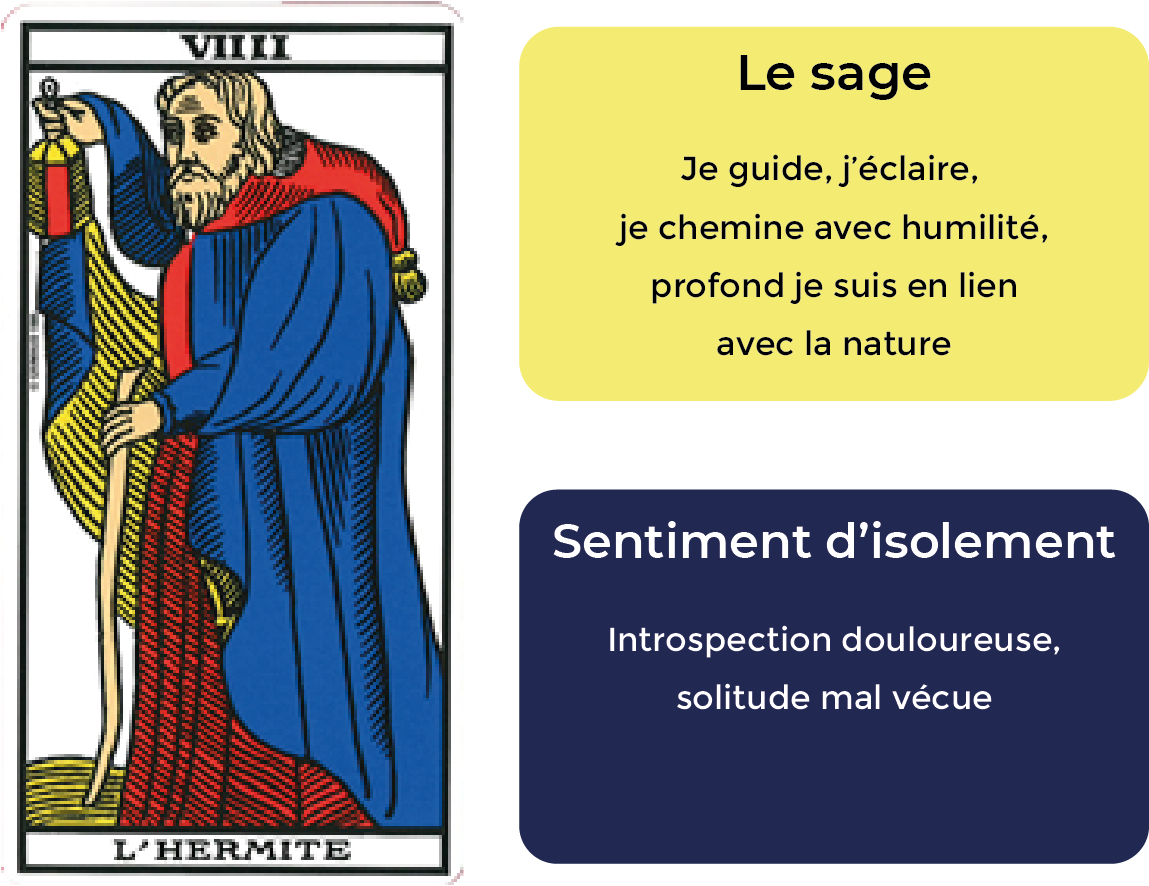 VIIII
L'HERMITE
Le sage
Je guide, j'éclaire,
je chemine avec humilité,
profond je suis en lien
avec la nature
Sentiment d'isolement
Introspection douloureuse,
solitude mal vécue